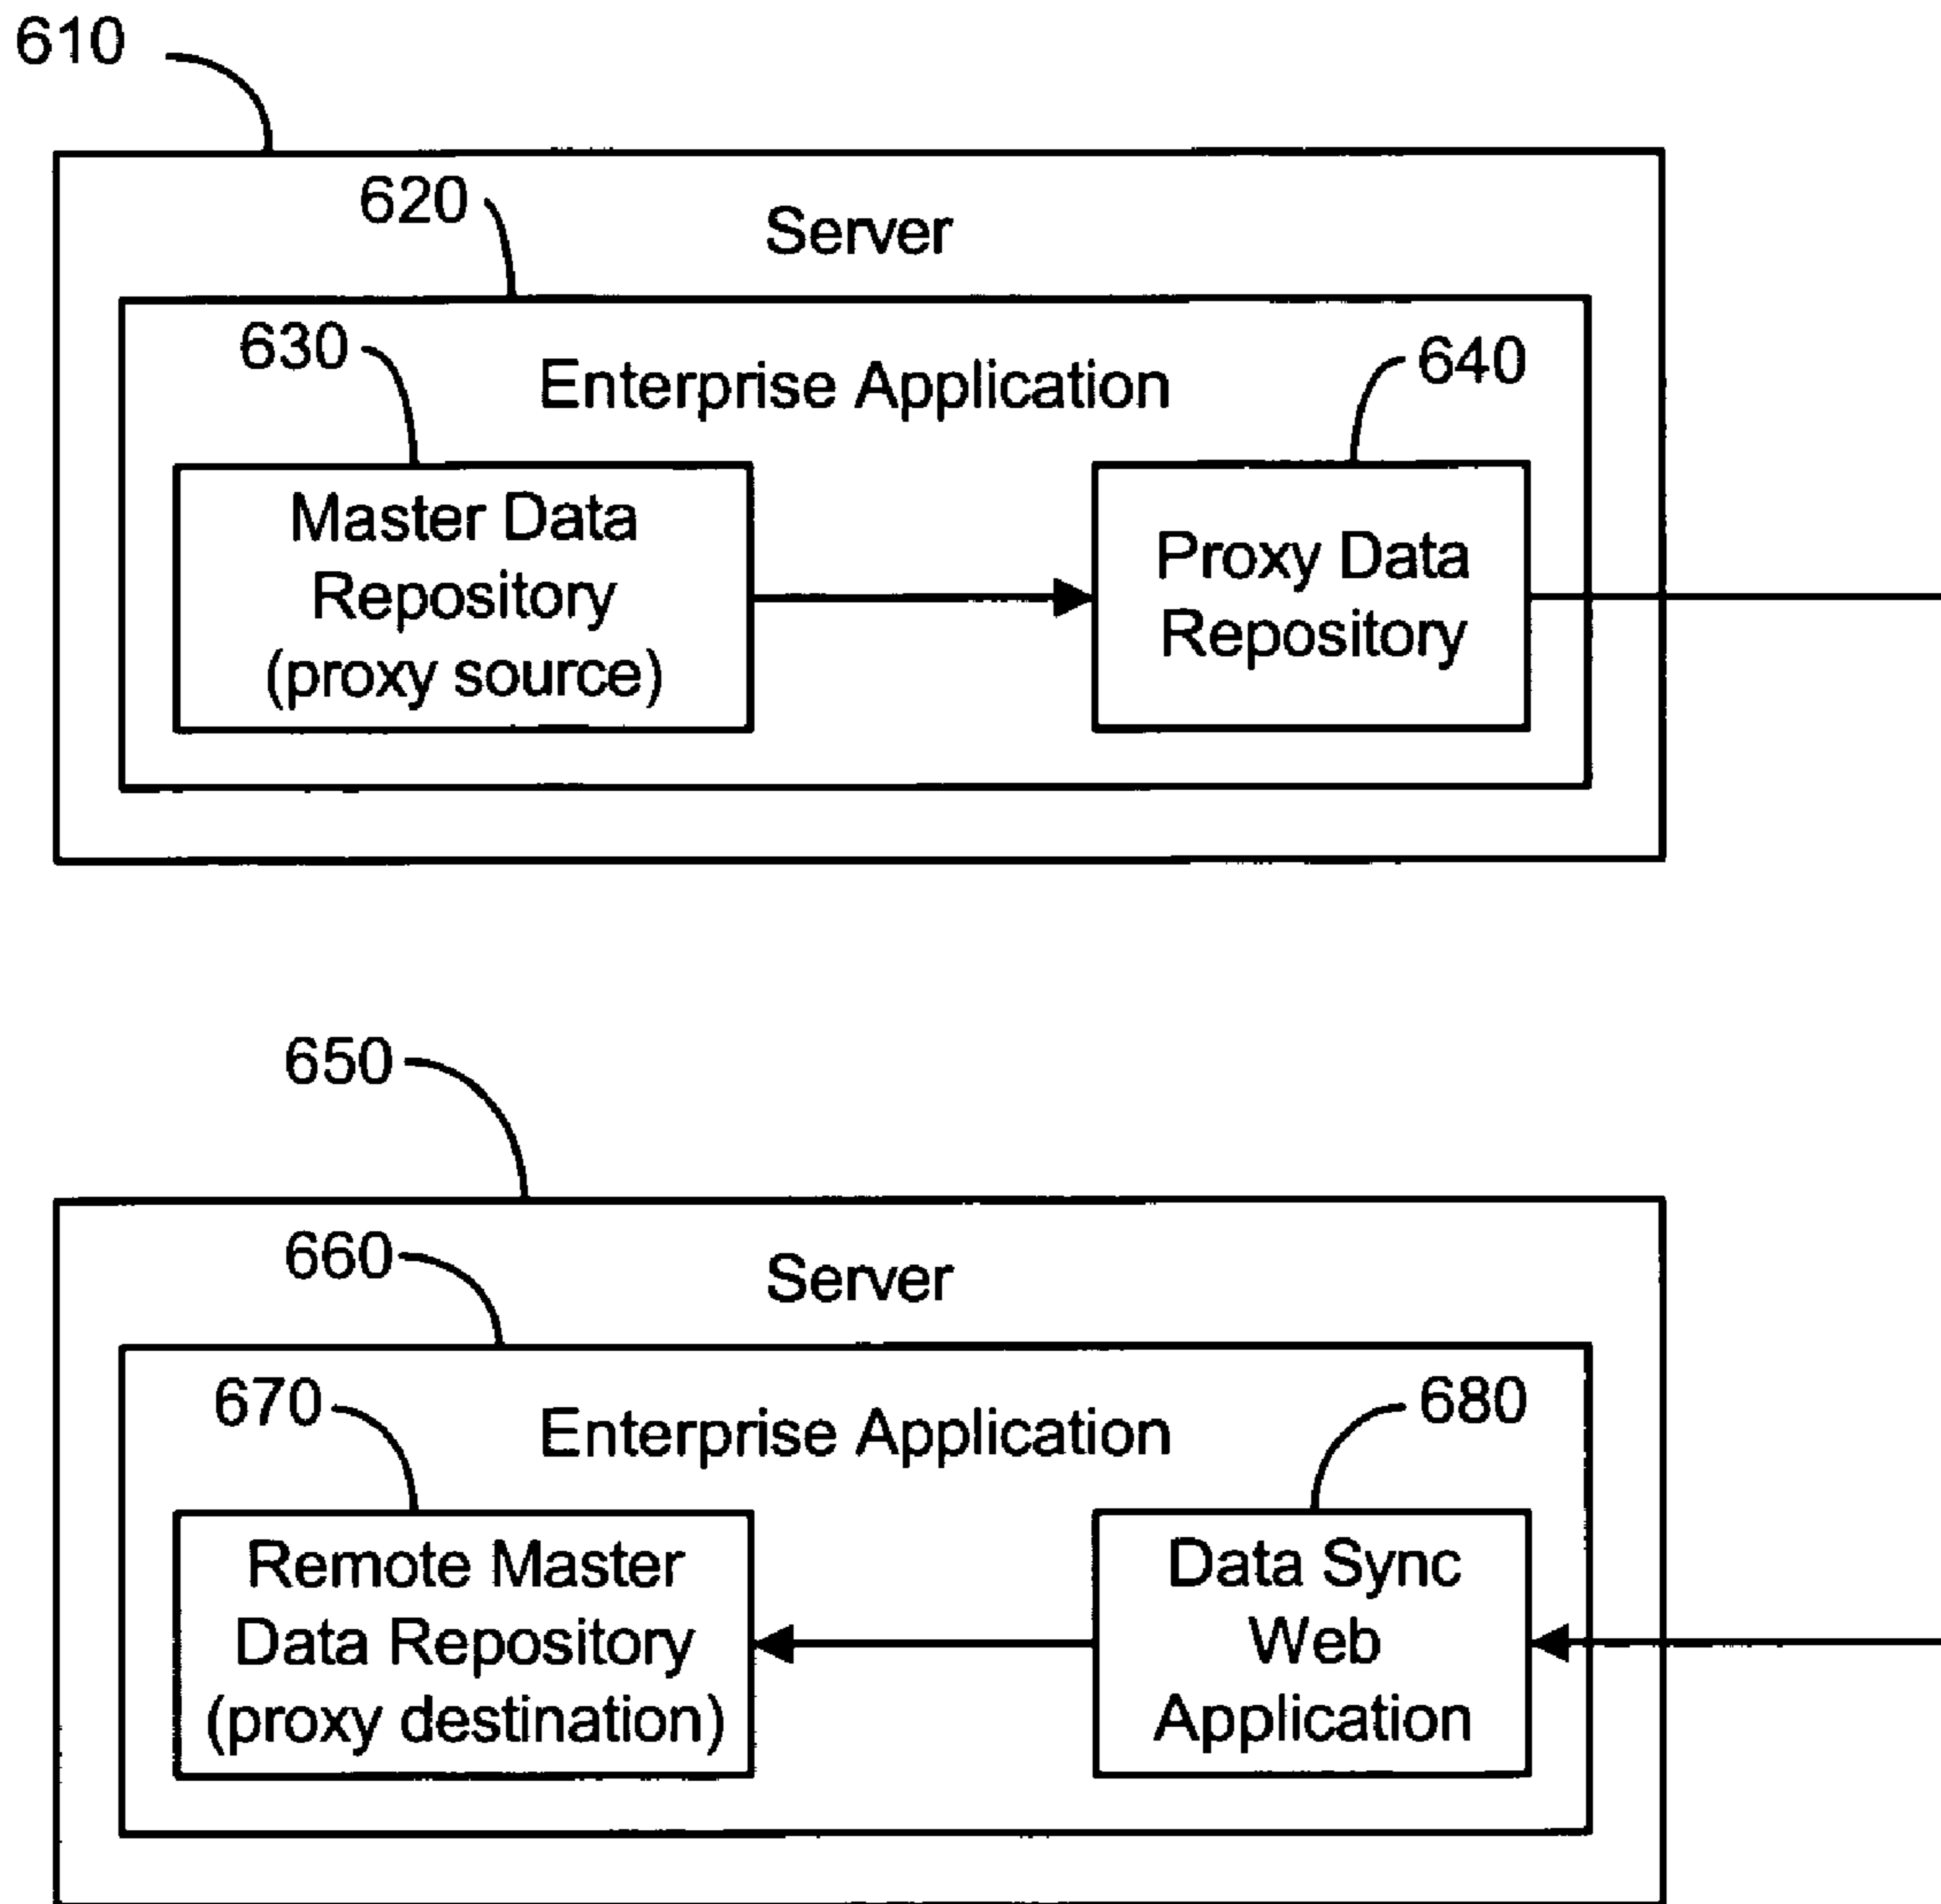 610
620
Server
630
Enterprise Application
640
Master Data
Repository
(proxy source)
Proxy Data
Repository
650
660
Server
670
Enterprise Application
680
Remote Master
Data Repository
(proxy destination)
Data Sync
Web
Application